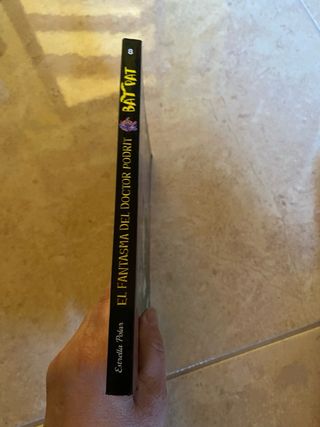 8
BAT PAT
EL FANTASMA DEL DOCTOR PODRIT
Estrella Polar